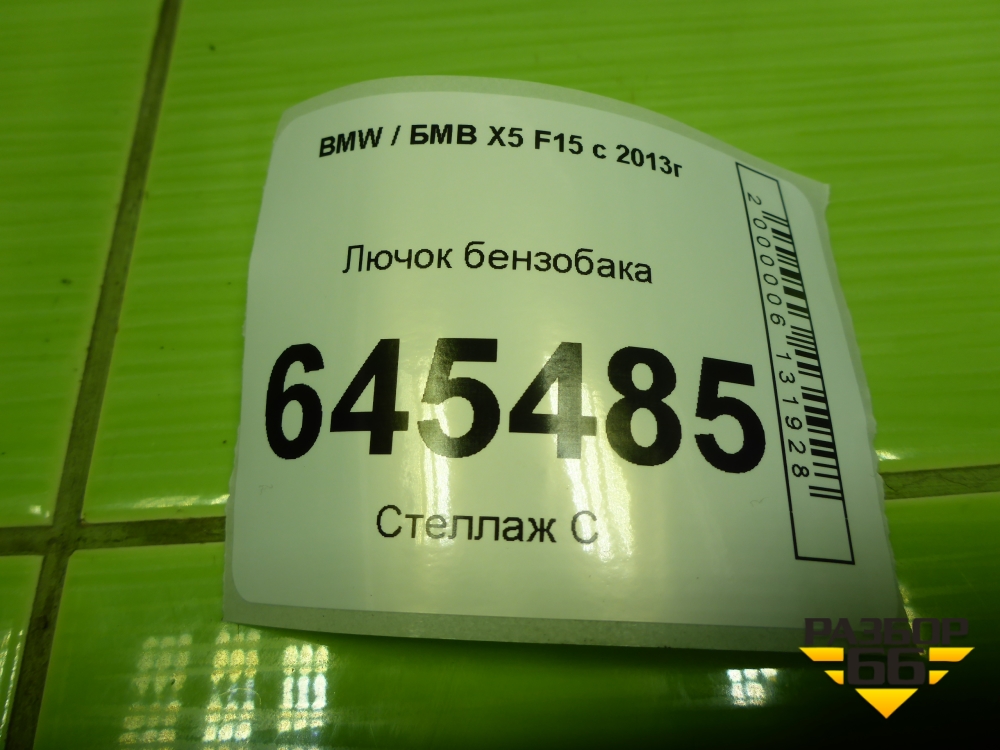 BMW / БМВ X5 F15 с 2013г
Лючок бензобака
645485
Стеллаж С
2000006131928
РАЗБОР
66